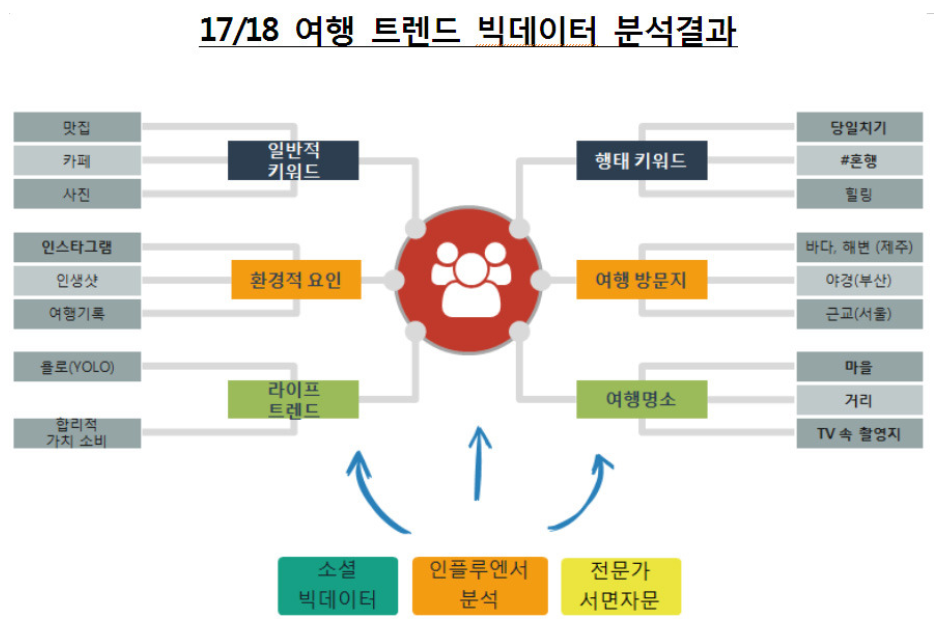 17/18 여행 트렌드 빅데이터 분석결과
맛집
카페
사진
일반적
키워드
인스타그램
인생샷
여행기록
환경적 요인
욜로(YOLO)
합리적
가치 소비
라이프
트렌드
행태 키워드
당일치기
#혼행
힐링
여행 방문지
바다, 해변 (제주)
야경(부산)
근교(서울)
여행명소
마을
거리
TV 속 촬영지
소셜
빅데이터
인플루엔서
분석
전문가
서면자문